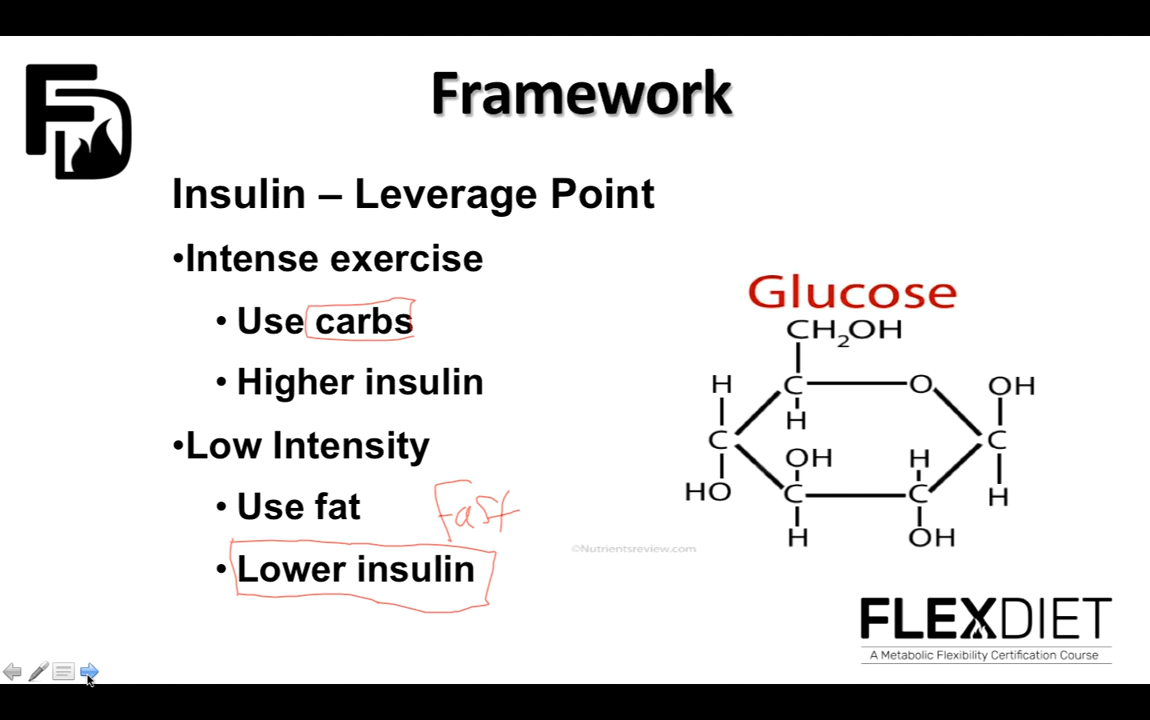 Framework
FD
Insulin – Leverage Point
•Intense exercise
• Use carbs
• Higher insulin
•Low Intensity
• Use fat
Fast
• Lower insulin
Glucose
CH₂OH
H C O OH
H
C C
OH H
HO C C H
H OH
©Nutrientsreview.com
FLEXDIET
A Metabolic Flexibility Certification Course